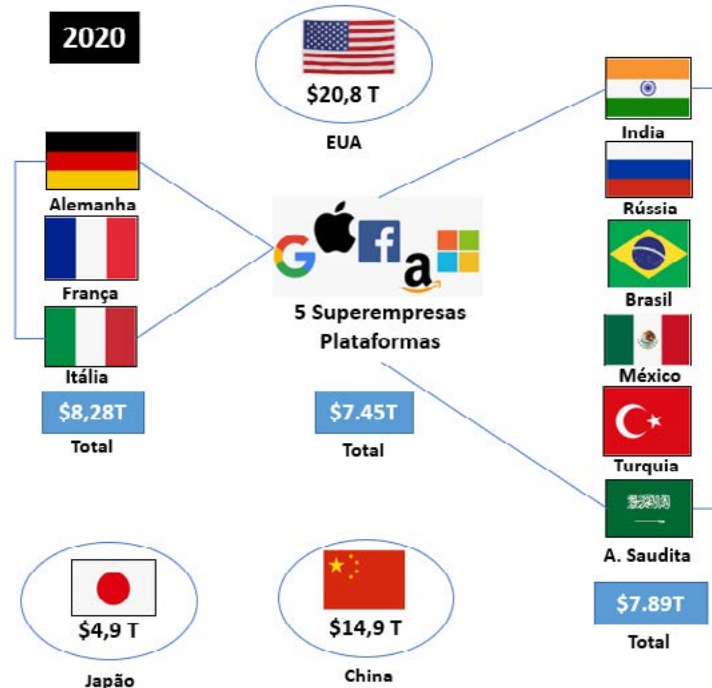 2020
$20,8 T
EUA
Alemanha
França
Itália
$8,28T
Total
5 Superempresas
Plataformas
$7.45T
Total
India
Rússia
Brasil
México
Turquia
A. Saudita
$7.89T
Total
$4,9 T
Japão
$14,9 T
China